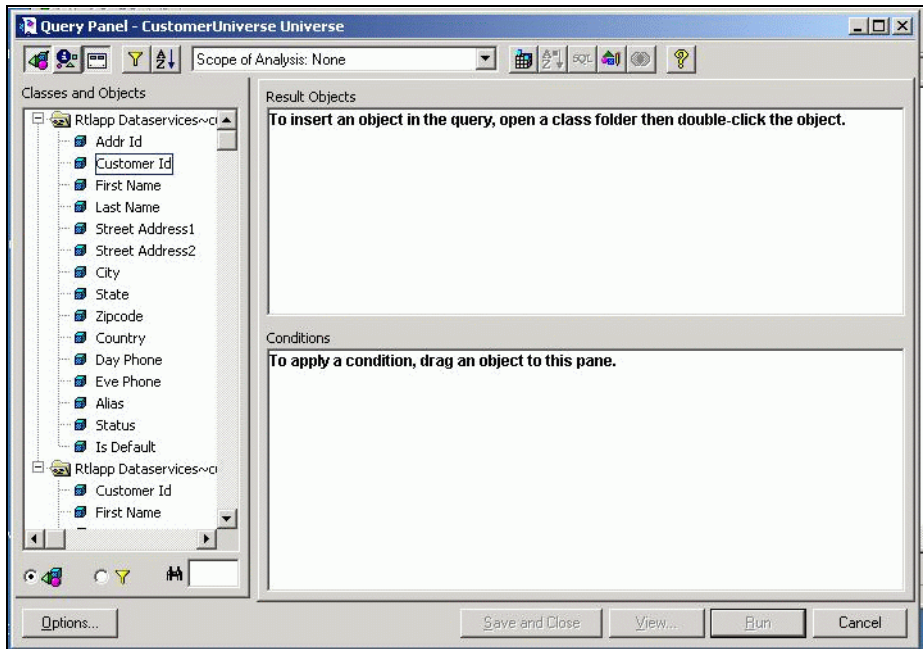 Query Panel - CustomerUniverse Universe
Scope of Analysis: None
SQL
Classes and Objects
Rtlapp Dataservices~c
Addr Id
Customer Id
First Name
Last Name
Street Address1
Street Address2
City
State
Zipcode
Country
Day Phone
Eve Phone
Alias
Status
Is Default
Rtlapp Dataservices~c
Customer Id
First Name
Result Objects
To insert an object in the query, open a class folder then double-click the object.
Conditions
To apply a condition, drag an object to this pane.
Options...
Save and Close
View...
Run
Cancel